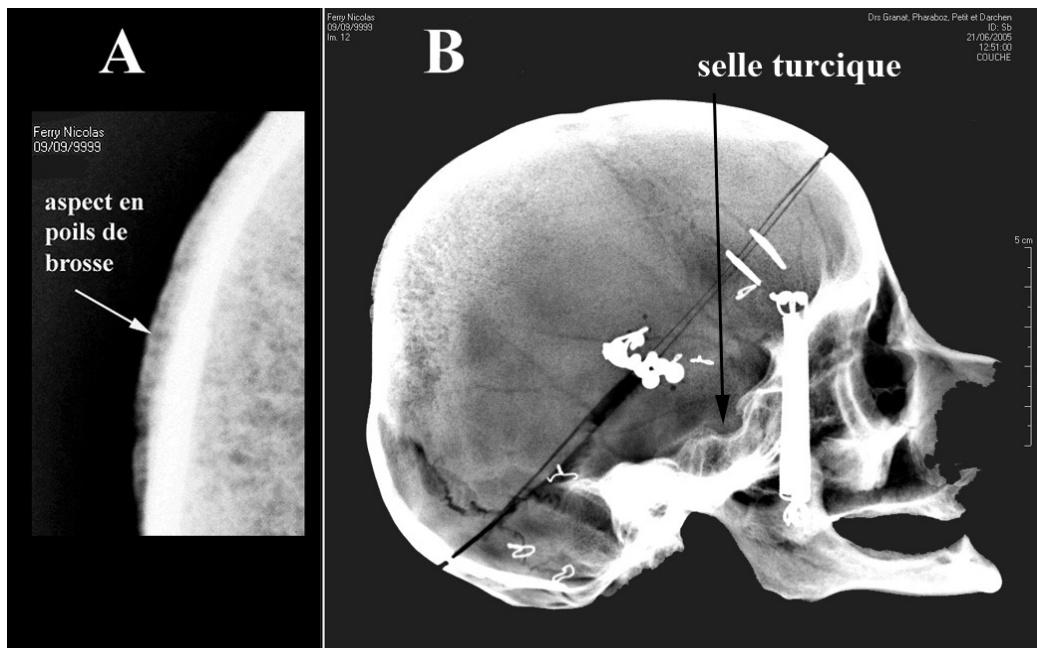 A
Ferry Nicolas
09/09/9999
aspect en
poils de
brosse
Ferry Nicolas
09/09/9999
Im. 12
B
Drs Granat, Pharaboz, Petit et Darchen
ID: Sb
21/06/2005
12:51:00
COUCHE
selle turcique
5 cm